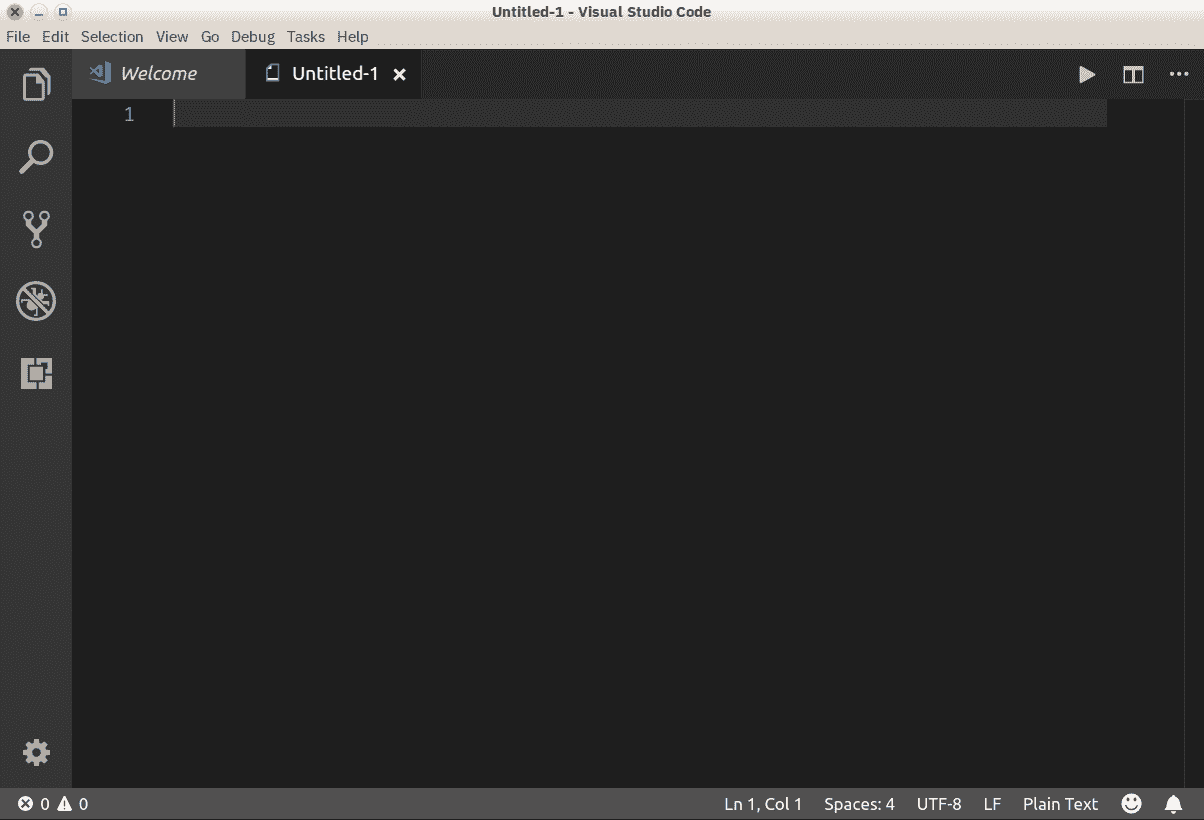 Untitled-1 - Visual Studio Code
File Edit Selection View Go Debug Tasks Help
Welcome Untitled-1
1
0 0 Ln 1, Col 1 Spaces: 4 UTF-8 LF Plain Text